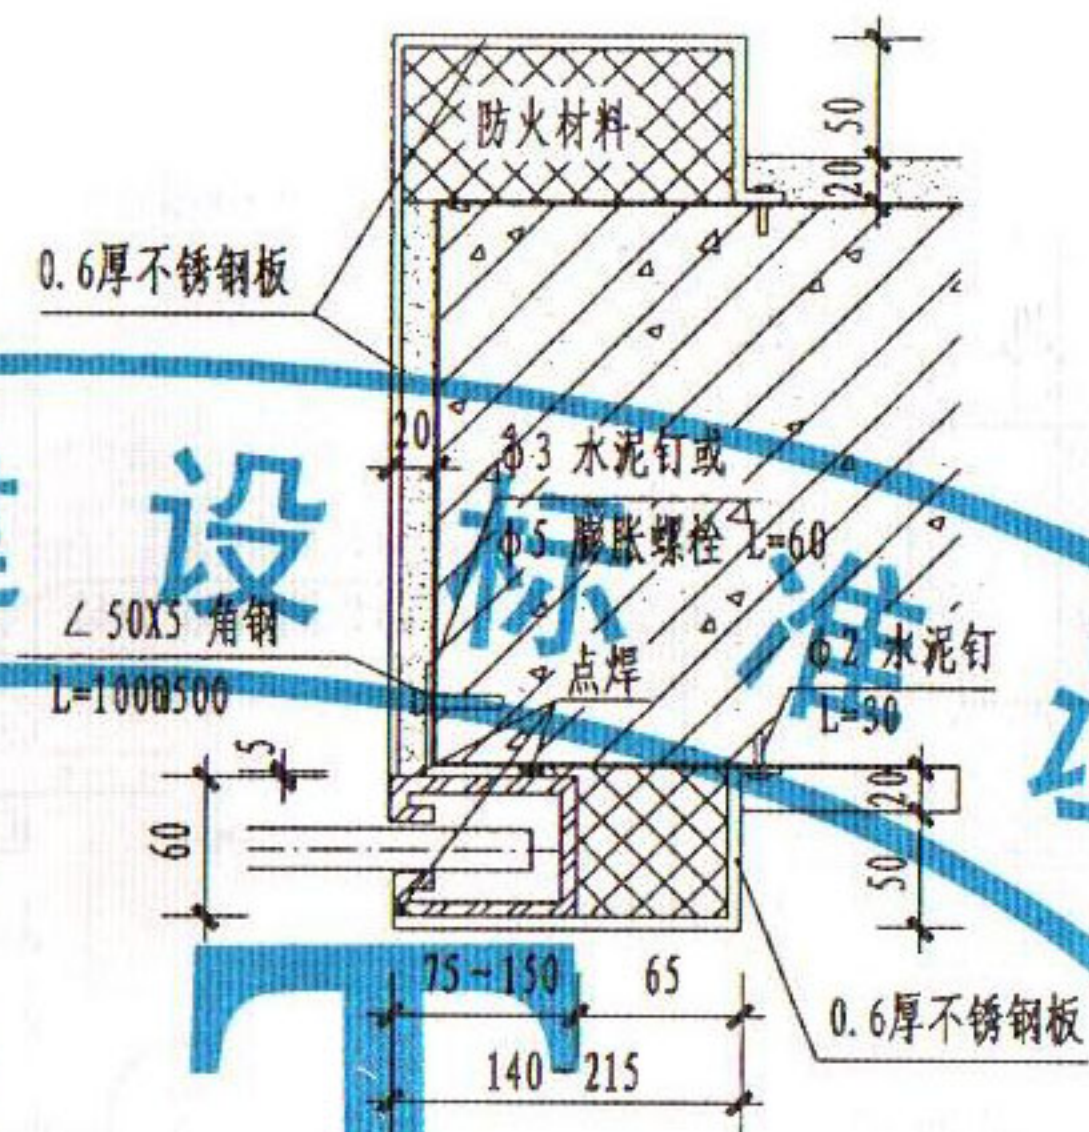 50
防火材料
20
0.6厚不锈钢板
20
ϕ3 水泥钉或
ϕ5 膨胀螺栓 L=60
设标准
∠50X5 角钢
点焊
ϕ2 水泥钉
L=30
5
60
20
50
75~150
65
0.6厚不锈钢板
140~215